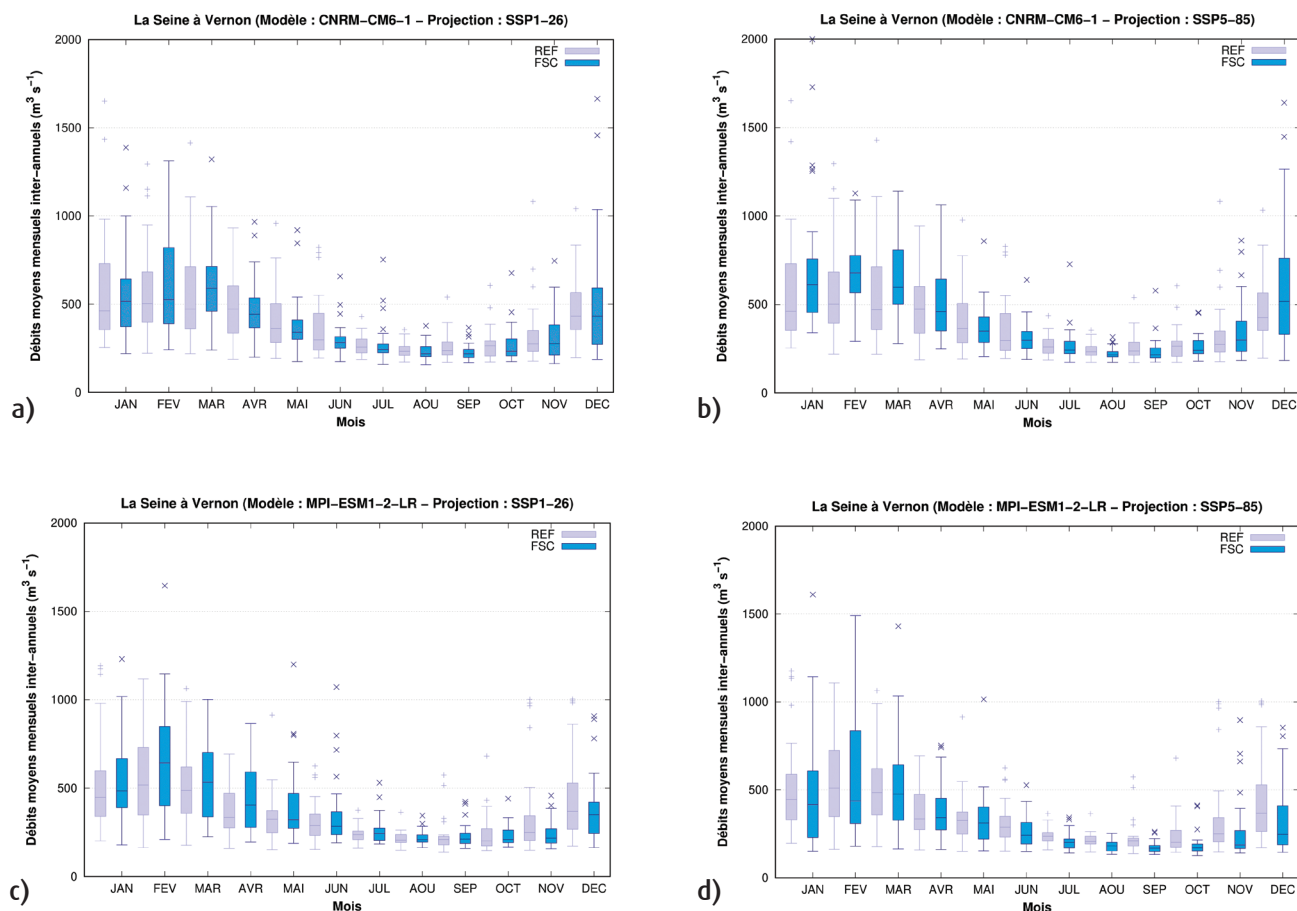 La Seine à Vernon (Modèle : CNRM−CM6−1 − Projection : SSP1−26)
Débits moyens mensuels inter−annuels (m³ s⁻¹)
2000
1500
1000
500
0
REF
FSC
JAN FEV MAR AVR MAI JUN JUL AOU SEP OCT NOV DEC
Mois
a)
La Seine à Vernon (Modèle : CNRM−CM6−1 − Projection : SSP5−85)
Débits moyens mensuels inter−annuels (m³ s⁻¹)
2000
1500
1000
500
0
REF
FSC
JAN FEV MAR AVR MAI JUN JUL AOU SEP OCT NOV DEC
Mois
b)
La Seine à Vernon (Modèle : MPI−ESM1−2−LR − Projection : SSP1−26)
Débits moyens mensuels inter−annuels (m³ s⁻¹)
2000
1500
1000
500
0
REF
FSC
JAN FEV MAR AVR MAI JUN JUL AOU SEP OCT NOV DEC
Mois
c)
La Seine à Vernon (Modèle : MPI−ESM1−2−LR − Projection : SSP5−85)
Débits moyens mensuels inter−annuels (m³ s⁻¹)
2000
1500
1000
500
0
REF
FSC
JAN FEV MAR AVR MAI JUN JUL AOU SEP OCT NOV DEC
Mois
d)